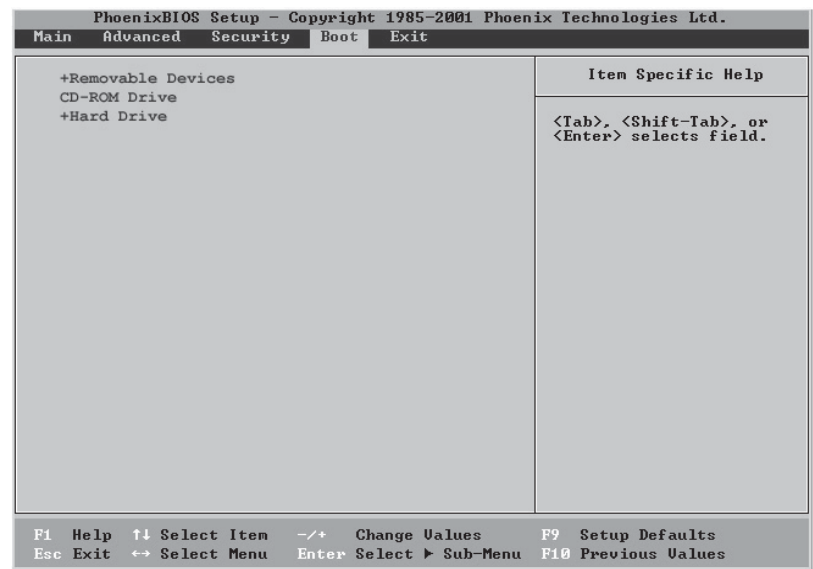 PhoenixBIOS Setup – Copyright 1985–2001 Phoenix Technologies Ltd.
Main Advanced Security Boot Exit
+Removable Devices
CD-ROM Drive
+Hard Drive
Item Specific Help
<Tab>, <Shift-Tab>, or
<Enter> selects field.
F1 Help ↑↓ Select Item -/+ Change Values F9 Setup Defaults
Esc Exit ↔ Select Menu Enter Select ▶ Sub-Menu F10 Previous Values